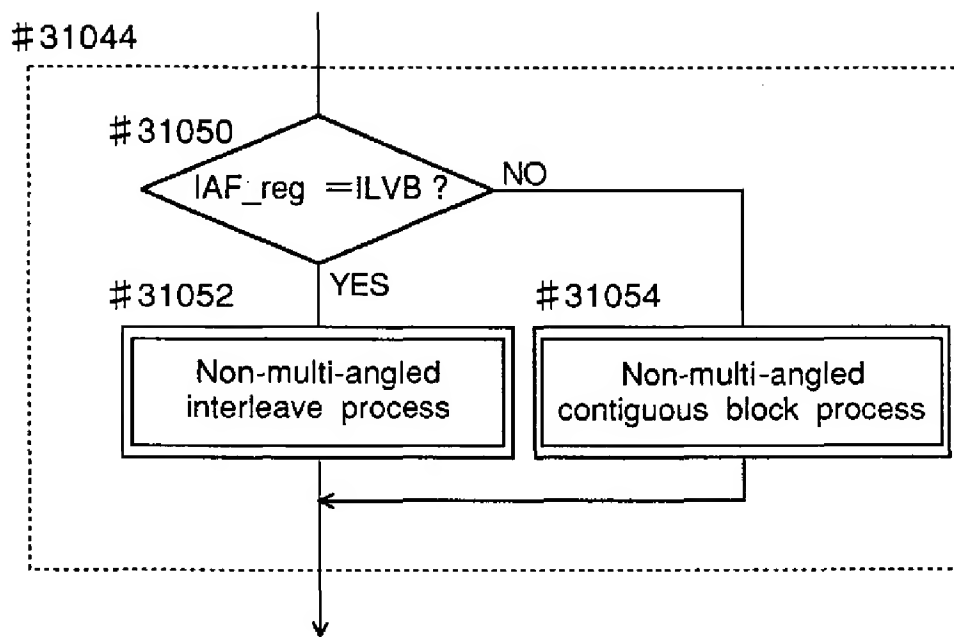 #31044
#31050
IAF_reg =ILVB ?
NO
YES
#31052
#31054
Non-multi-angled
interleave process
Non-multi-angled
contiguous block process